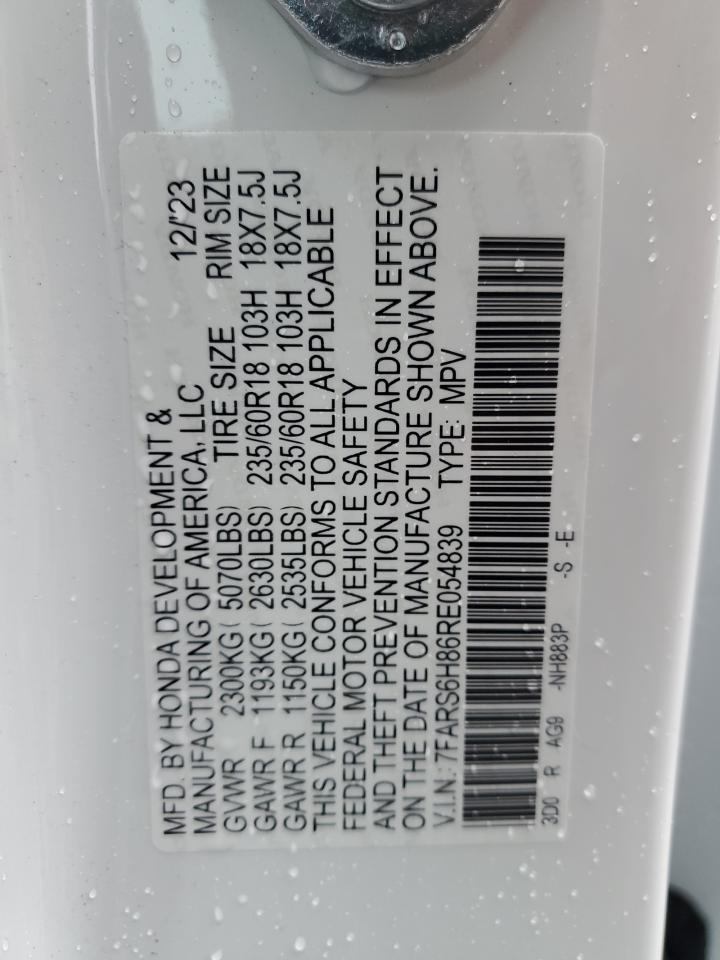 MFD. BY HONDA DEVELOPMENT & 12/'23
MANUFACTURING OF AMERICA, LLC
GVWR 2300KG( 5070LBS) TIRE SIZE RIM SIZE
GAWR F 1193KG( 2630LBS) 235/60R18 103H 18X7.5J
GAWR R 1150KG( 2535LBS) 235/60R18 103H 18X7.5J
THIS VEHICLE CONFORMS TO ALL APPLICABLE
FEDERAL MOTOR VEHICLE SAFETY
AND THEFT PREVENTION STANDARDS IN EFFECT
ON THE DATE OF MANUFACTURE SHOWN ABOVE.
V.I.N.: 7FARS6H86RE054839 TYPE: MPV
3D0 R AG9 -NH883P -S -E